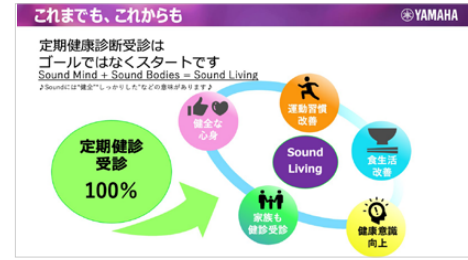 これまでも、これからも
YAMAHA
定期健康診断受診は
ゴールではなくスタートです
Sound Mind + Sound Bodies = Sound Living
♪Soundには"健全""しっかりした"などの意味があります♪
定期健診
受診
100%
健全な
心身
運動習慣
改善
食生活
改善
健康意識
向上
家族も
健診受診
Sound
Living